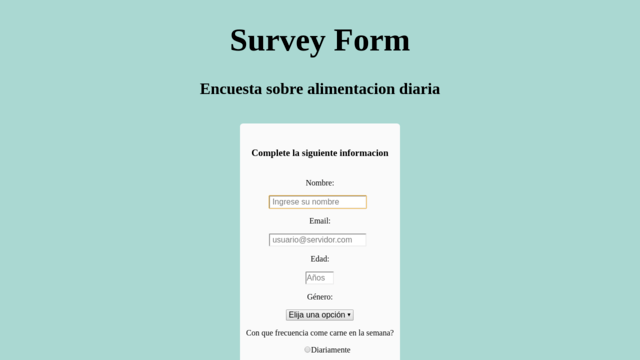 Survey Form
Encuesta sobre alimentacion diaria
Complete la siguiente informacion
Nombre:
Ingrese su nombre
Email:
usuario@servidor.com
Edad:
Años
Género:
Elija una opción
Con que frecuencia come carne en la semana?
Diariamente